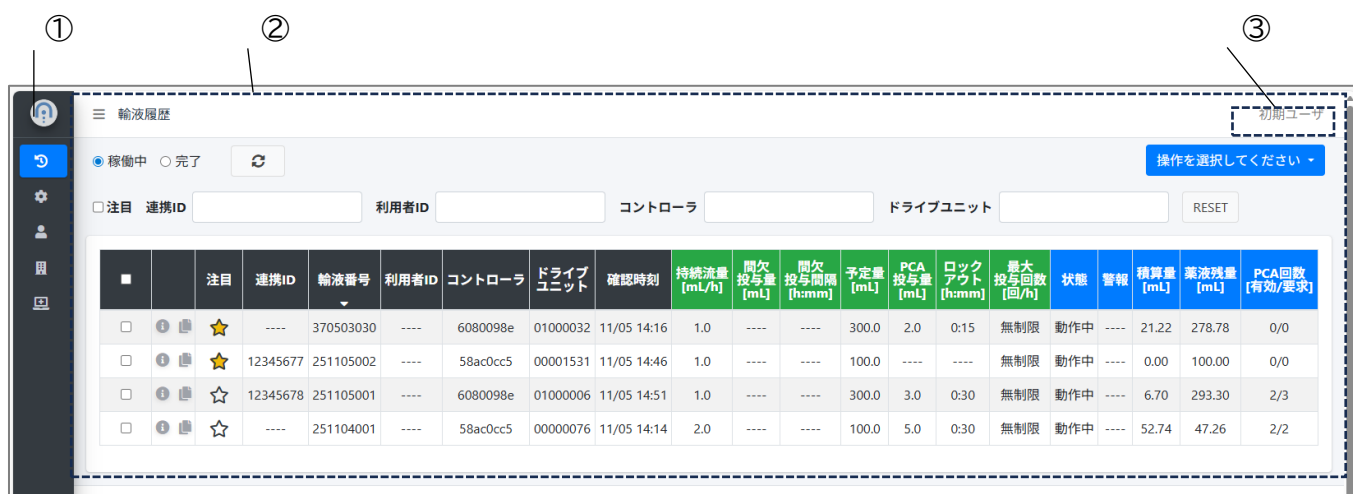 ① ② ③
輸液履歴 初期ユーザ
稼働中 完了 操作を選択してください
注目 連携ID 利用者ID コントローラ ドライブユニット RESET
注目 連携ID 輸液番号 利用者ID コントローラ ドライブユニット 確認時刻 持続流量[mL/h] 間欠投与量[mL] 間欠投与間隔[h:mm] 予定量[mL] PCA投与量[mL] ロックアウト[h:mm] 最大投与回数[回/h] 状態 警報 積算量[mL] 薬液残量[mL] PCA回数[有効/要求]
---- 370503030 ---- 6080098e 01000032 11/05 14:16 1.0 ---- ---- 300.0 2.0 0:15 無制限 動作中 ---- 21.22 278.78 0/0
12345677 251105002 ---- 58ac0cc5 00001531 11/05 14:46 1.0 ---- ---- 100.0 ---- ---- 無制限 動作中 ---- 0.00 100.00 0/0
12345678 251105001 ---- 6080098e 01000006 11/05 14:51 1.0 ---- ---- 300.0 3.0 0:30 無制限 動作中 ---- 6.70 293.30 2/3
---- 251104001 ---- 58ac0cc5 00000076 11/05 14:14 2.0 ---- ---- 100.0 5.0 0:30 無制限 動作中 ---- 52.74 47.26 2/2